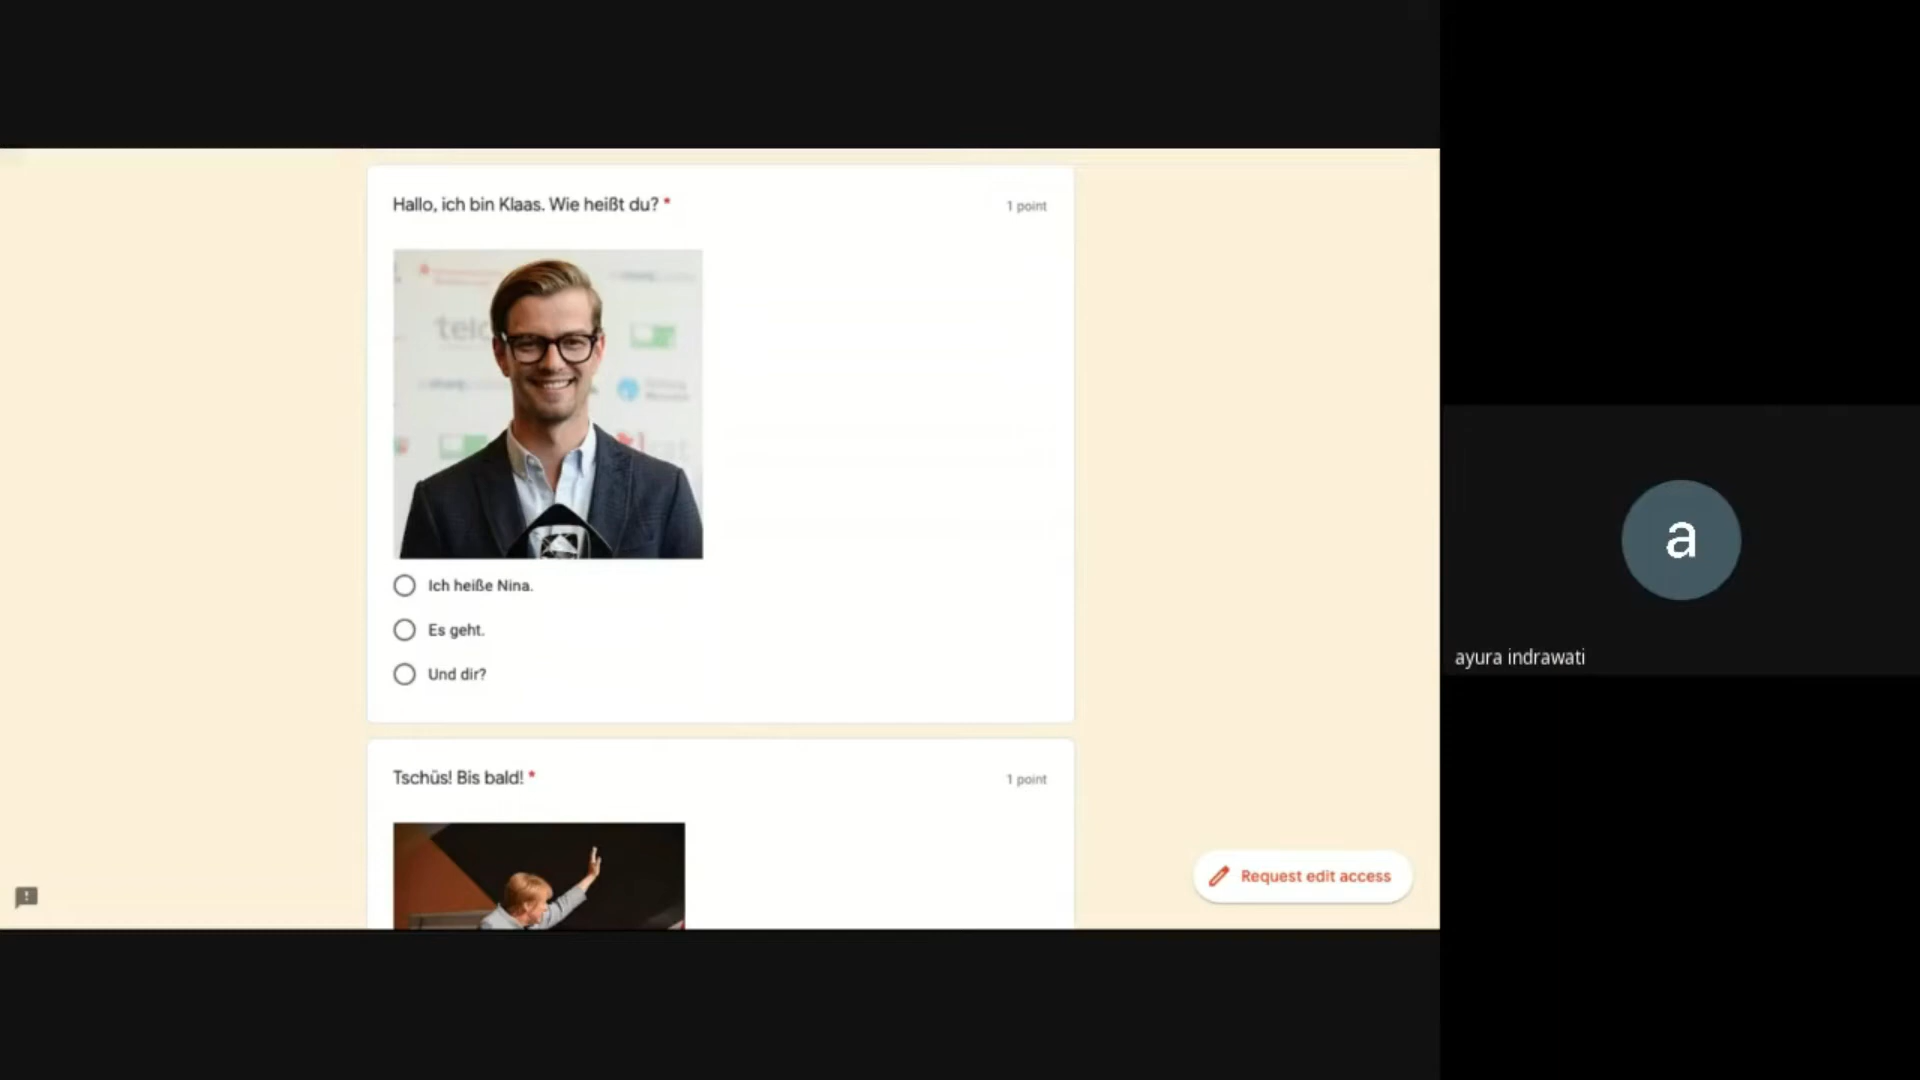 Hallo, ich bin Klaas. Wie heißt du? *
1 point
Ich heiße Nina.
Es geht.
Und dir?
Tschüs! Bis bald! *
1 point
Request edit access
a
ayura indrawati